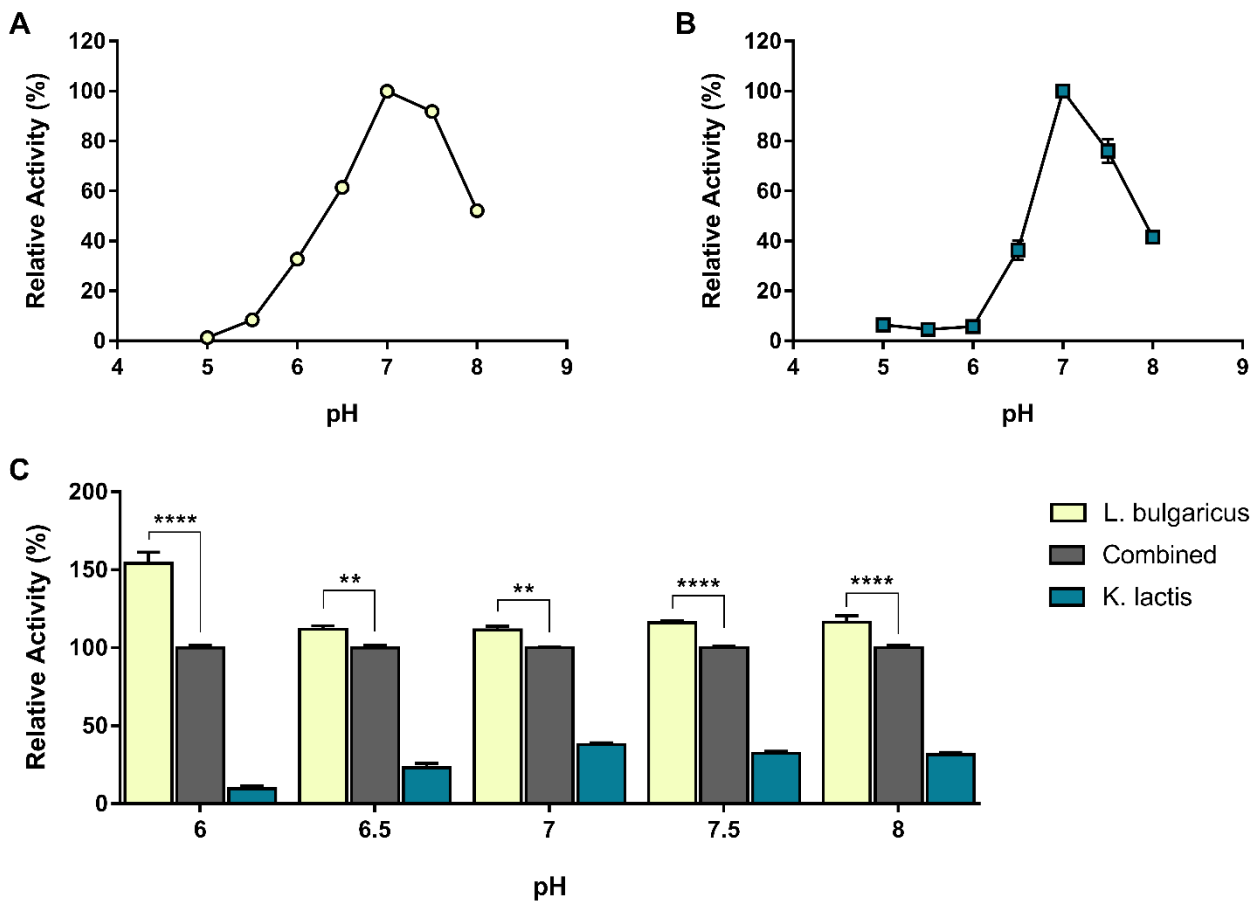 A
120
100
80
60
40
20
0
Relative Activity (%)
4 5 6 7 8 9
pH
B
120
100
80
60
40
20
0
Relative Activity (%)
4 5 6 7 8 9
pH
C
200
150
100
50
0
Relative Activity (%)
**** ** ** **** ****
6 6.5 7 7.5 8
pH
L. bulgaricus
Combined
K. lactis